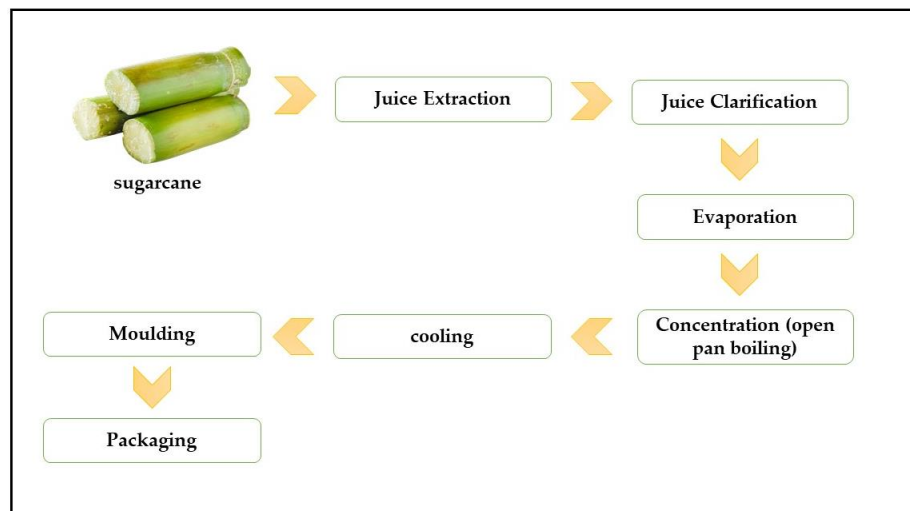 sugarcane
Juice Extraction
Juice Clarification
Evaporation
Concentration (open
pan boiling)
cooling
Moulding
Packaging